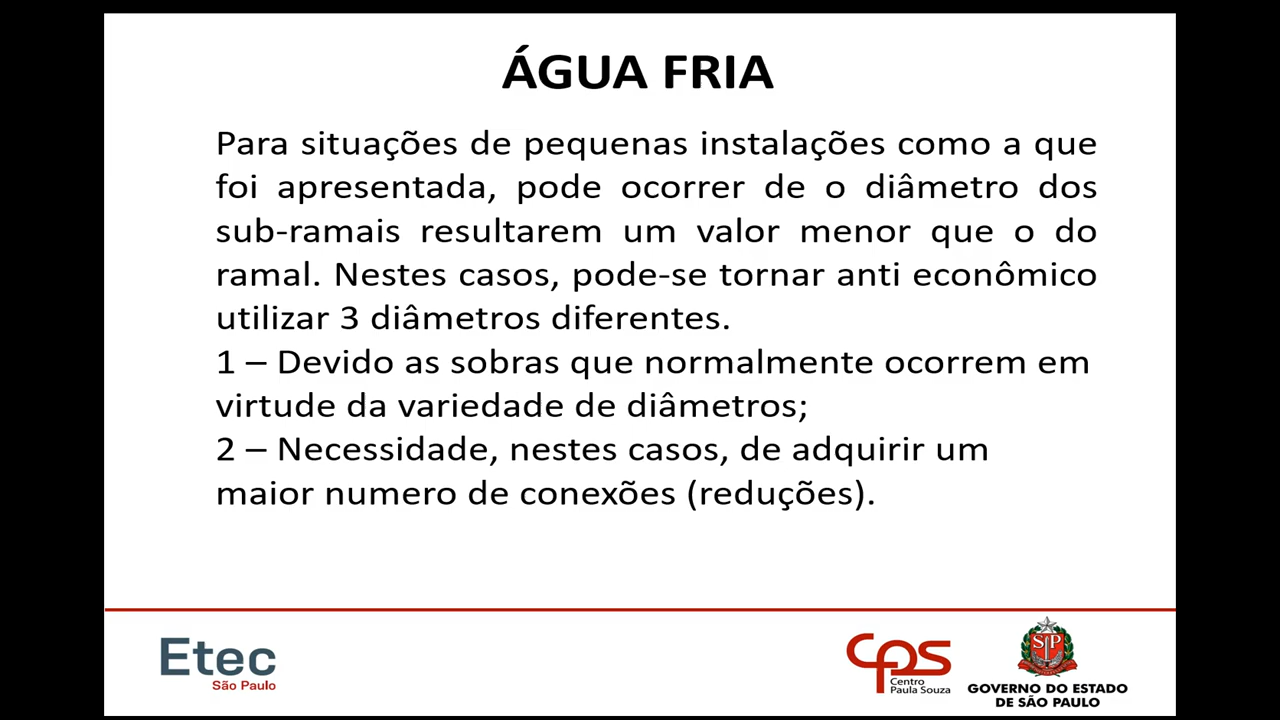 ÁGUA FRIA
Para situações de pequenas instalações como a que
foi apresentada, pode ocorrer de o diâmetro dos
sub-ramais resultarem um valor menor que o do
ramal. Nestes casos, pode-se tornar anti econômico
utilizar 3 diâmetros diferentes.
1 – Devido as sobras que normalmente ocorrem em
virtude da variedade de diâmetros;
2 – Necessidade, nestes casos, de adquirir um
maior numero de conexões (reduções).
Etec
São Paulo
cps
Centro
Paula Souza
SP
GOVERNO DO ESTADO
DE SÃO PAULO